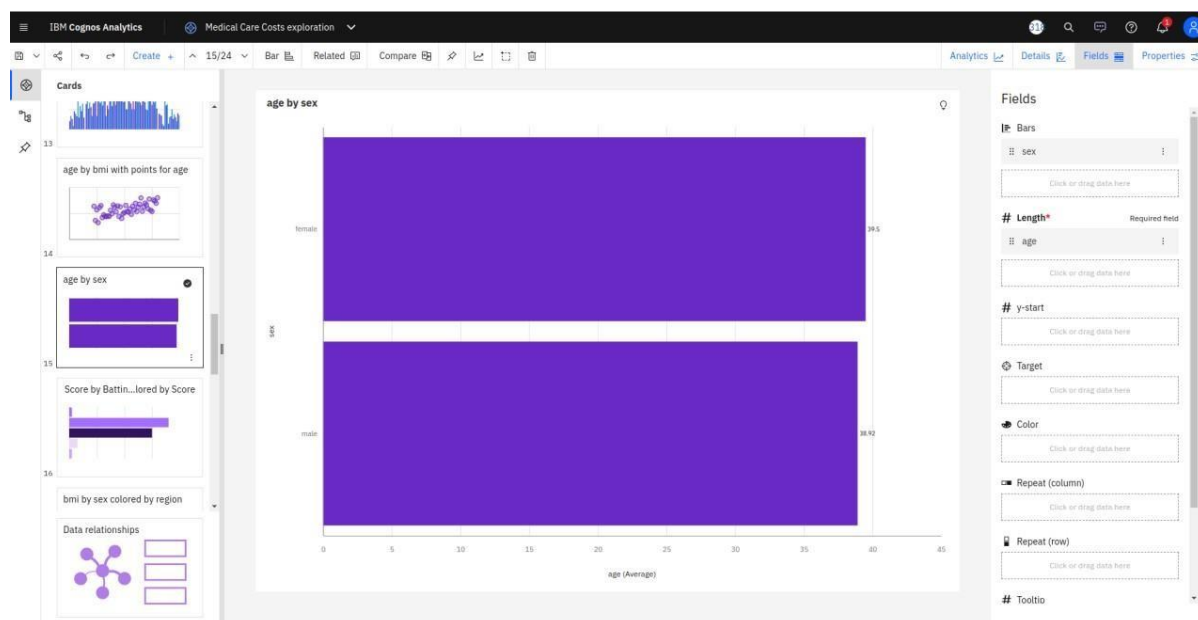 IBM Cognos Analytics
Medical Care Costs exploration
Create +
15/24
Bar
Related
Compare
Analytics
Details
Fields
Properties
Cards
13
age by bmi with points for age
14
age by sex
15
Score by Battin...lored by Score
16
bmi by sex colored by region
Data relationships
age by sex
sex
female
39.5
male
38.92
0 5 10 15 20 25 30 35 40 45
age (Average)
Fields
Bars
sex
Click or drag data here
# Length* Required field
age
Click or drag data here
# y-start
Click or drag data here
Target
Click or drag data here
Color
Click or drag data here
Repeat (column)
Click or drag data here
Repeat (row)
Click or drag data here
# Tooltip